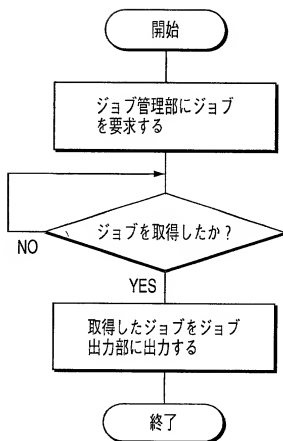 開始
ジョブ管理部にジョブ
を要求する
ジョブを取得したか？
NO
YES
取得したジョブをジョブ
出力部に出力する
終了